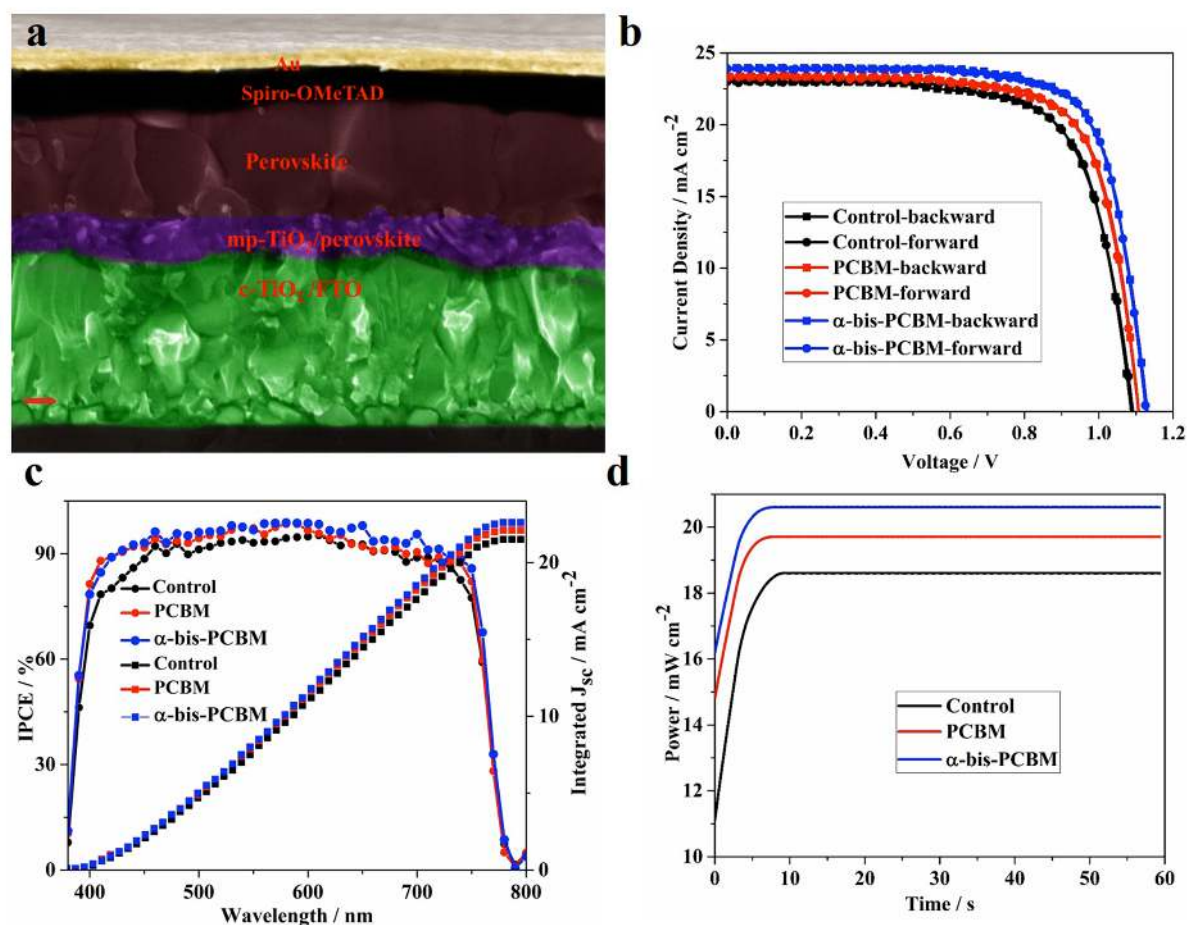 a
Au
Spiro-OMeTAD
Perovskite
mp-TiO2/perovskite
c-TiO2/FTO
b
25
20
15
10
5
0
0.0 0.2 0.4 0.6 0.8 1.0 1.2
Current Density / mA cm-2
Voltage / V
Control-backward
Control-forward
PCBM-backward
PCBM-forward
α-bis-PCBM-backward
α-bis-PCBM-forward
c
90
60
30
0
400 500 600 700 800
20
10
0
IPCE / %
Wavelength / nm
Integrated JSC / mA cm-2
Control
PCBM
α-bis-PCBM
Control
PCBM
α-bis-PCBM
d
20
18
16
14
12
10
0 10 20 30 40 50 60
Power / mW cm-2
Time / s
Control
PCBM
α-bis-PCBM